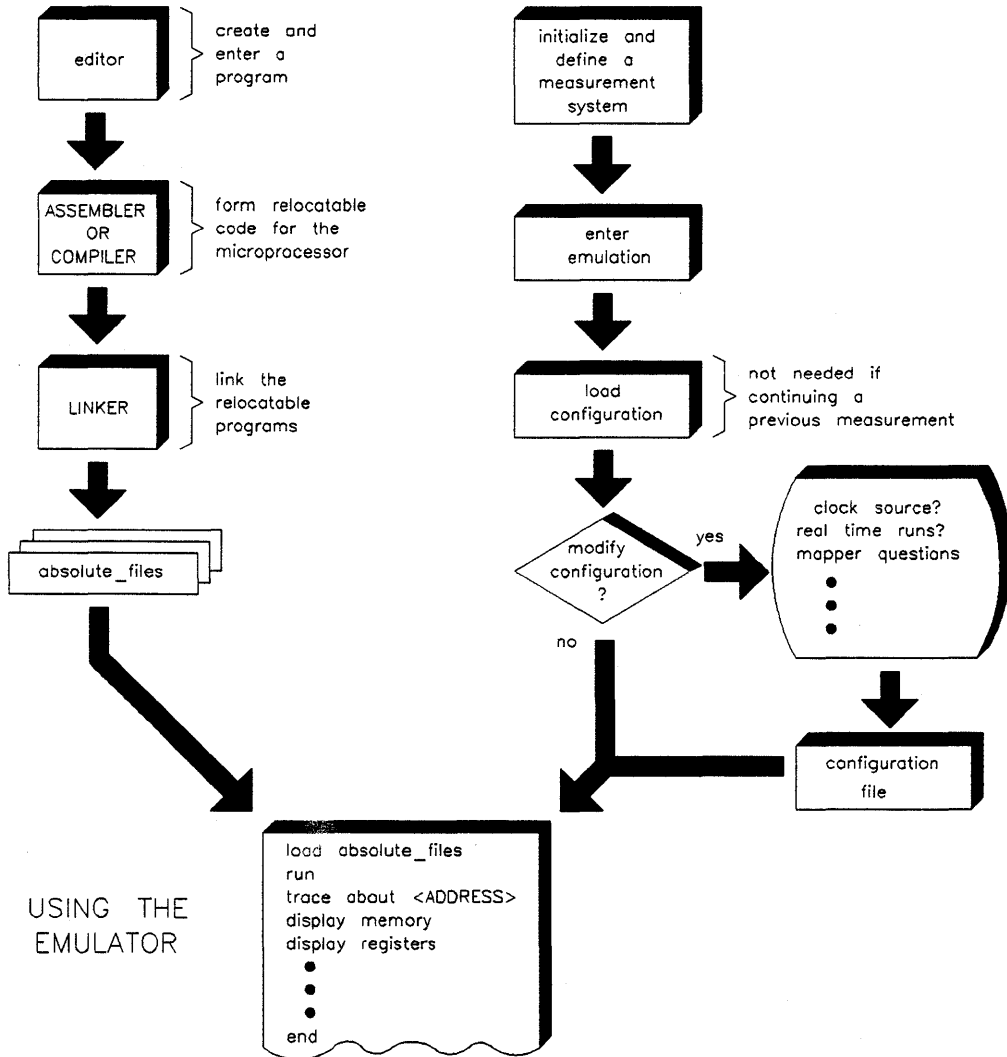 editor
create and
enter a
program
ASSEMBLER
OR
COMPILER
form relocatable
code for the
microprocessor
LINKER
link the
relocatable
programs
absolute_files
initialize and
define a
measurement
system
enter
emulation
load
configuration
not needed if
continuing a
previous measurement
modify
configuration
?
yes
no
clock source?
real time runs?
mapper questions
configuration
file
load absolute_files
run
trace about <ADDRESS>
display memory
display registers
end
USING THE
EMULATOR